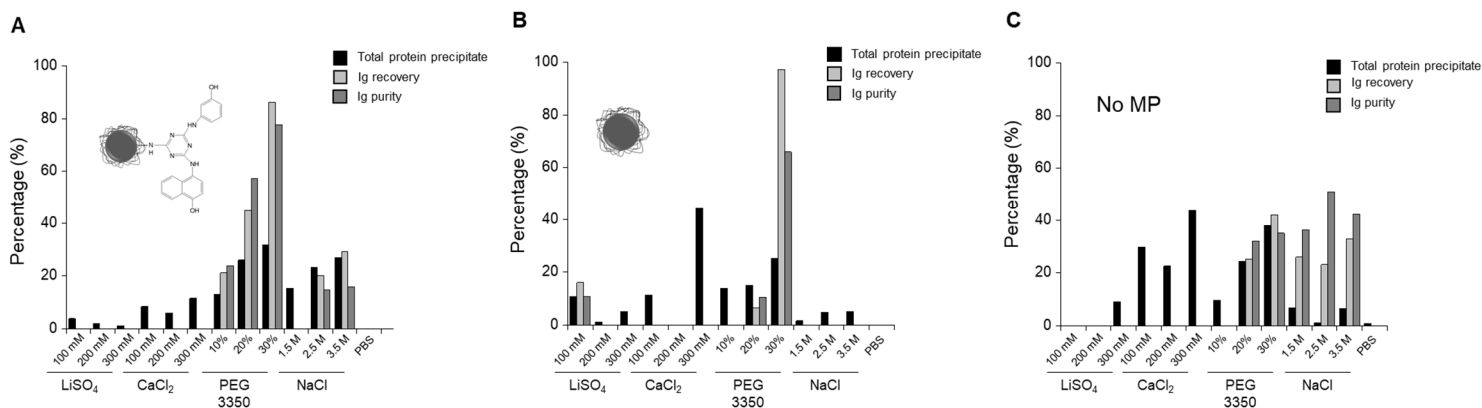 A
Percentage (%)
100
80
60
40
20
0
Total protein precipitate
Ig recovery
Ig purity
OH
HN
N
N
N
N
H
NH
OH
100 mM
200 mM
300 mM
100 mM
200 mM
300 mM
10%
20%
30%
1.5 M
2.5 M
3.5 M
PBS
LiSO4
CaCl2
PEG
3350
NaCl
B
Percentage (%)
100
80
60
40
20
0
Total protein precipitate
Ig recovery
Ig purity
100 mM
200 mM
300 mM
100 mM
200 mM
300 mM
10%
20%
30%
1.5 M
2.5 M
3.5 M
PBS
LiSO4
CaCl2
PEG
3350
NaCl
C
Percentage (%)
100
80
60
40
20
0
No MP
Total protein precipitate
Ig recovery
Ig purity
100 mM
200 mM
300 mM
100 mM
200 mM
300 mM
10%
20%
30%
1.5 M
2.5 M
3.5 M
PBS
LiSO4
CaCl2
PEG
3350
NaCl